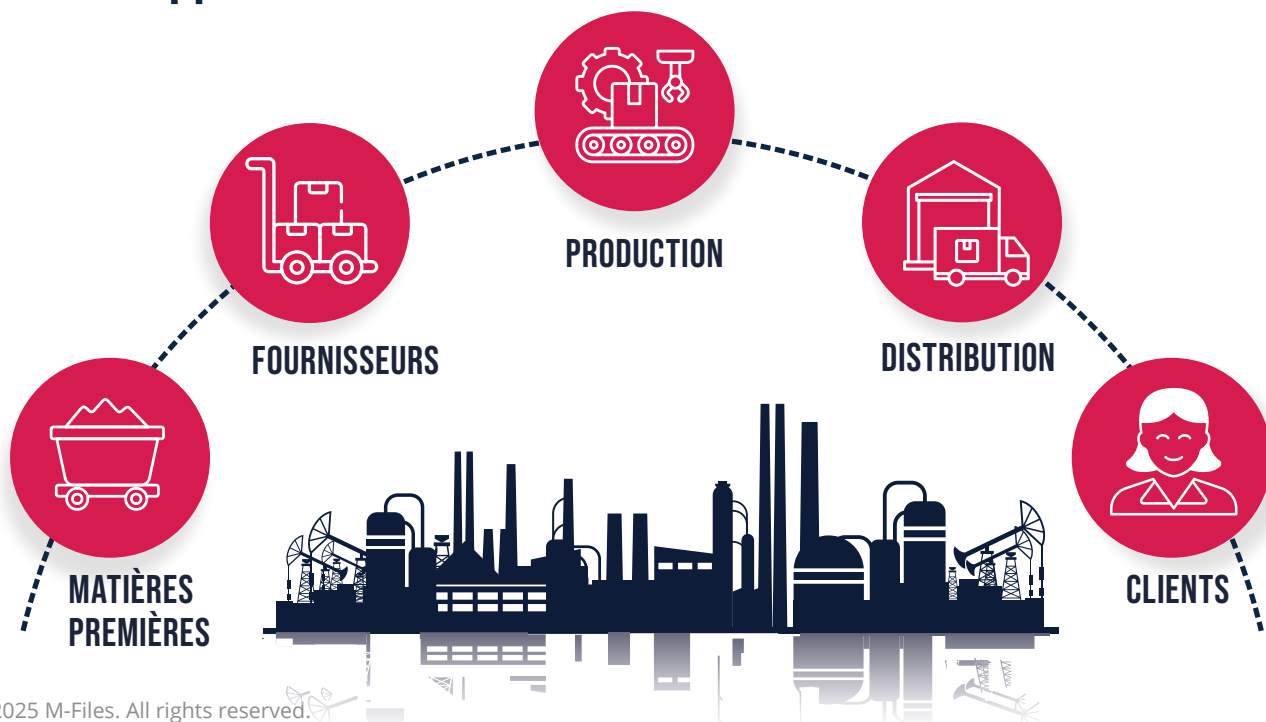 PRODUCTION
FOURNISSEURS
DISTRIBUTION
MATIÈRES
PREMIÈRES
CLIENTS
2025 M-Files. All rights reserved.